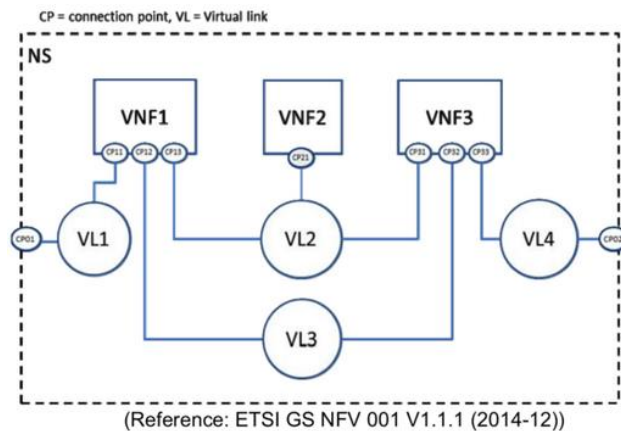 CP = connection point, VL = Virtual link
NS
VNF1
VNF2
VNF3
CP11 CP12 CP13
CP21
CP31 CP32 CP33
CP01
VL1
VL2
VL4
CP02
VL3
(Reference: ETSI GS NFV 001 V1.1.1 (2014-12))